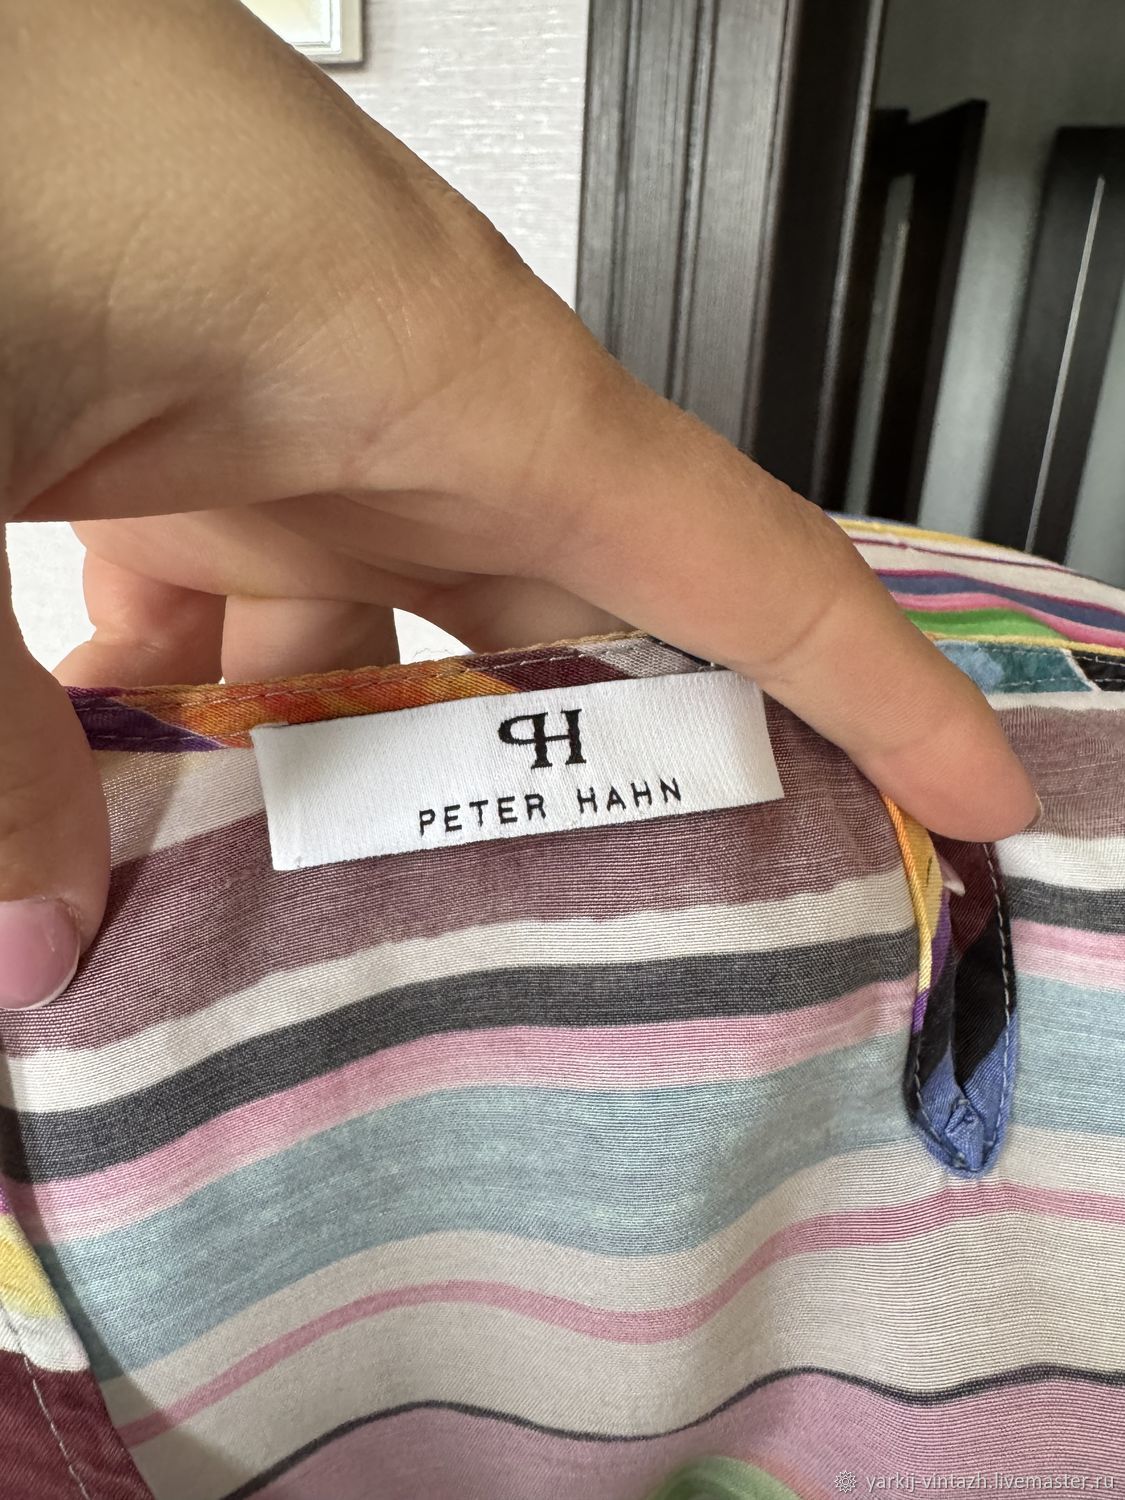 PH
PETER HAHN
yarkij-vintazh.livemaster.ru